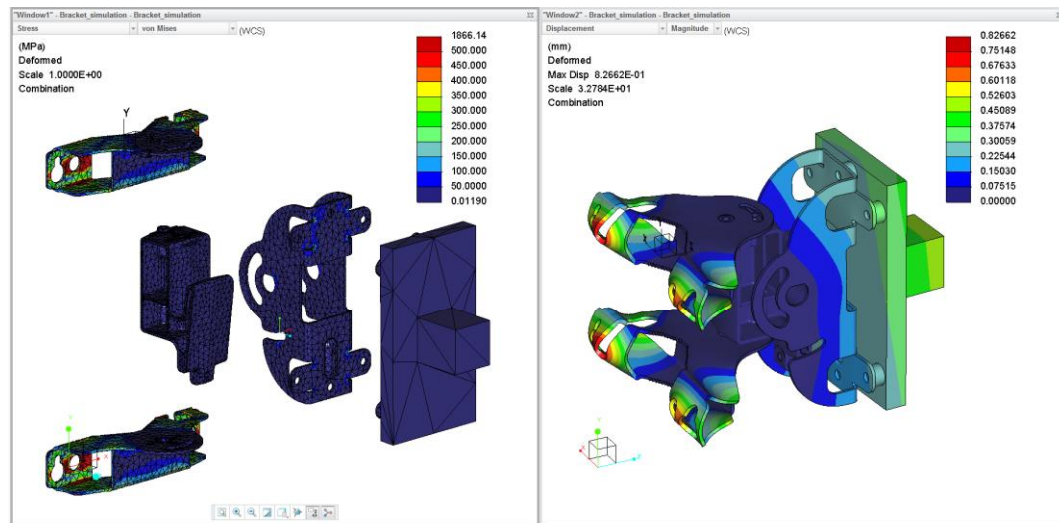 "Window1" - Bracket_simulation - Bracket_simulation
Stress
von Mises
(WCS)
(MPa)
Deformed
Scale 1.0000E+00
Combination
1866.14
500.000
450.000
400.000
350.000
300.000
250.000
200.000
150.000
100.000
50.0000
0.01190
Y
"Window2" - Bracket_simulation - Bracket_simulation
Displacement
Magnitude
(WCS)
(mm)
Deformed
Max Disp 8.2662E-01
Scale 3.2784E+01
Combination
0.82662
0.75148
0.67633
0.60118
0.52603
0.45089
0.37574
0.30059
0.22544
0.15030
0.07515
0.00000